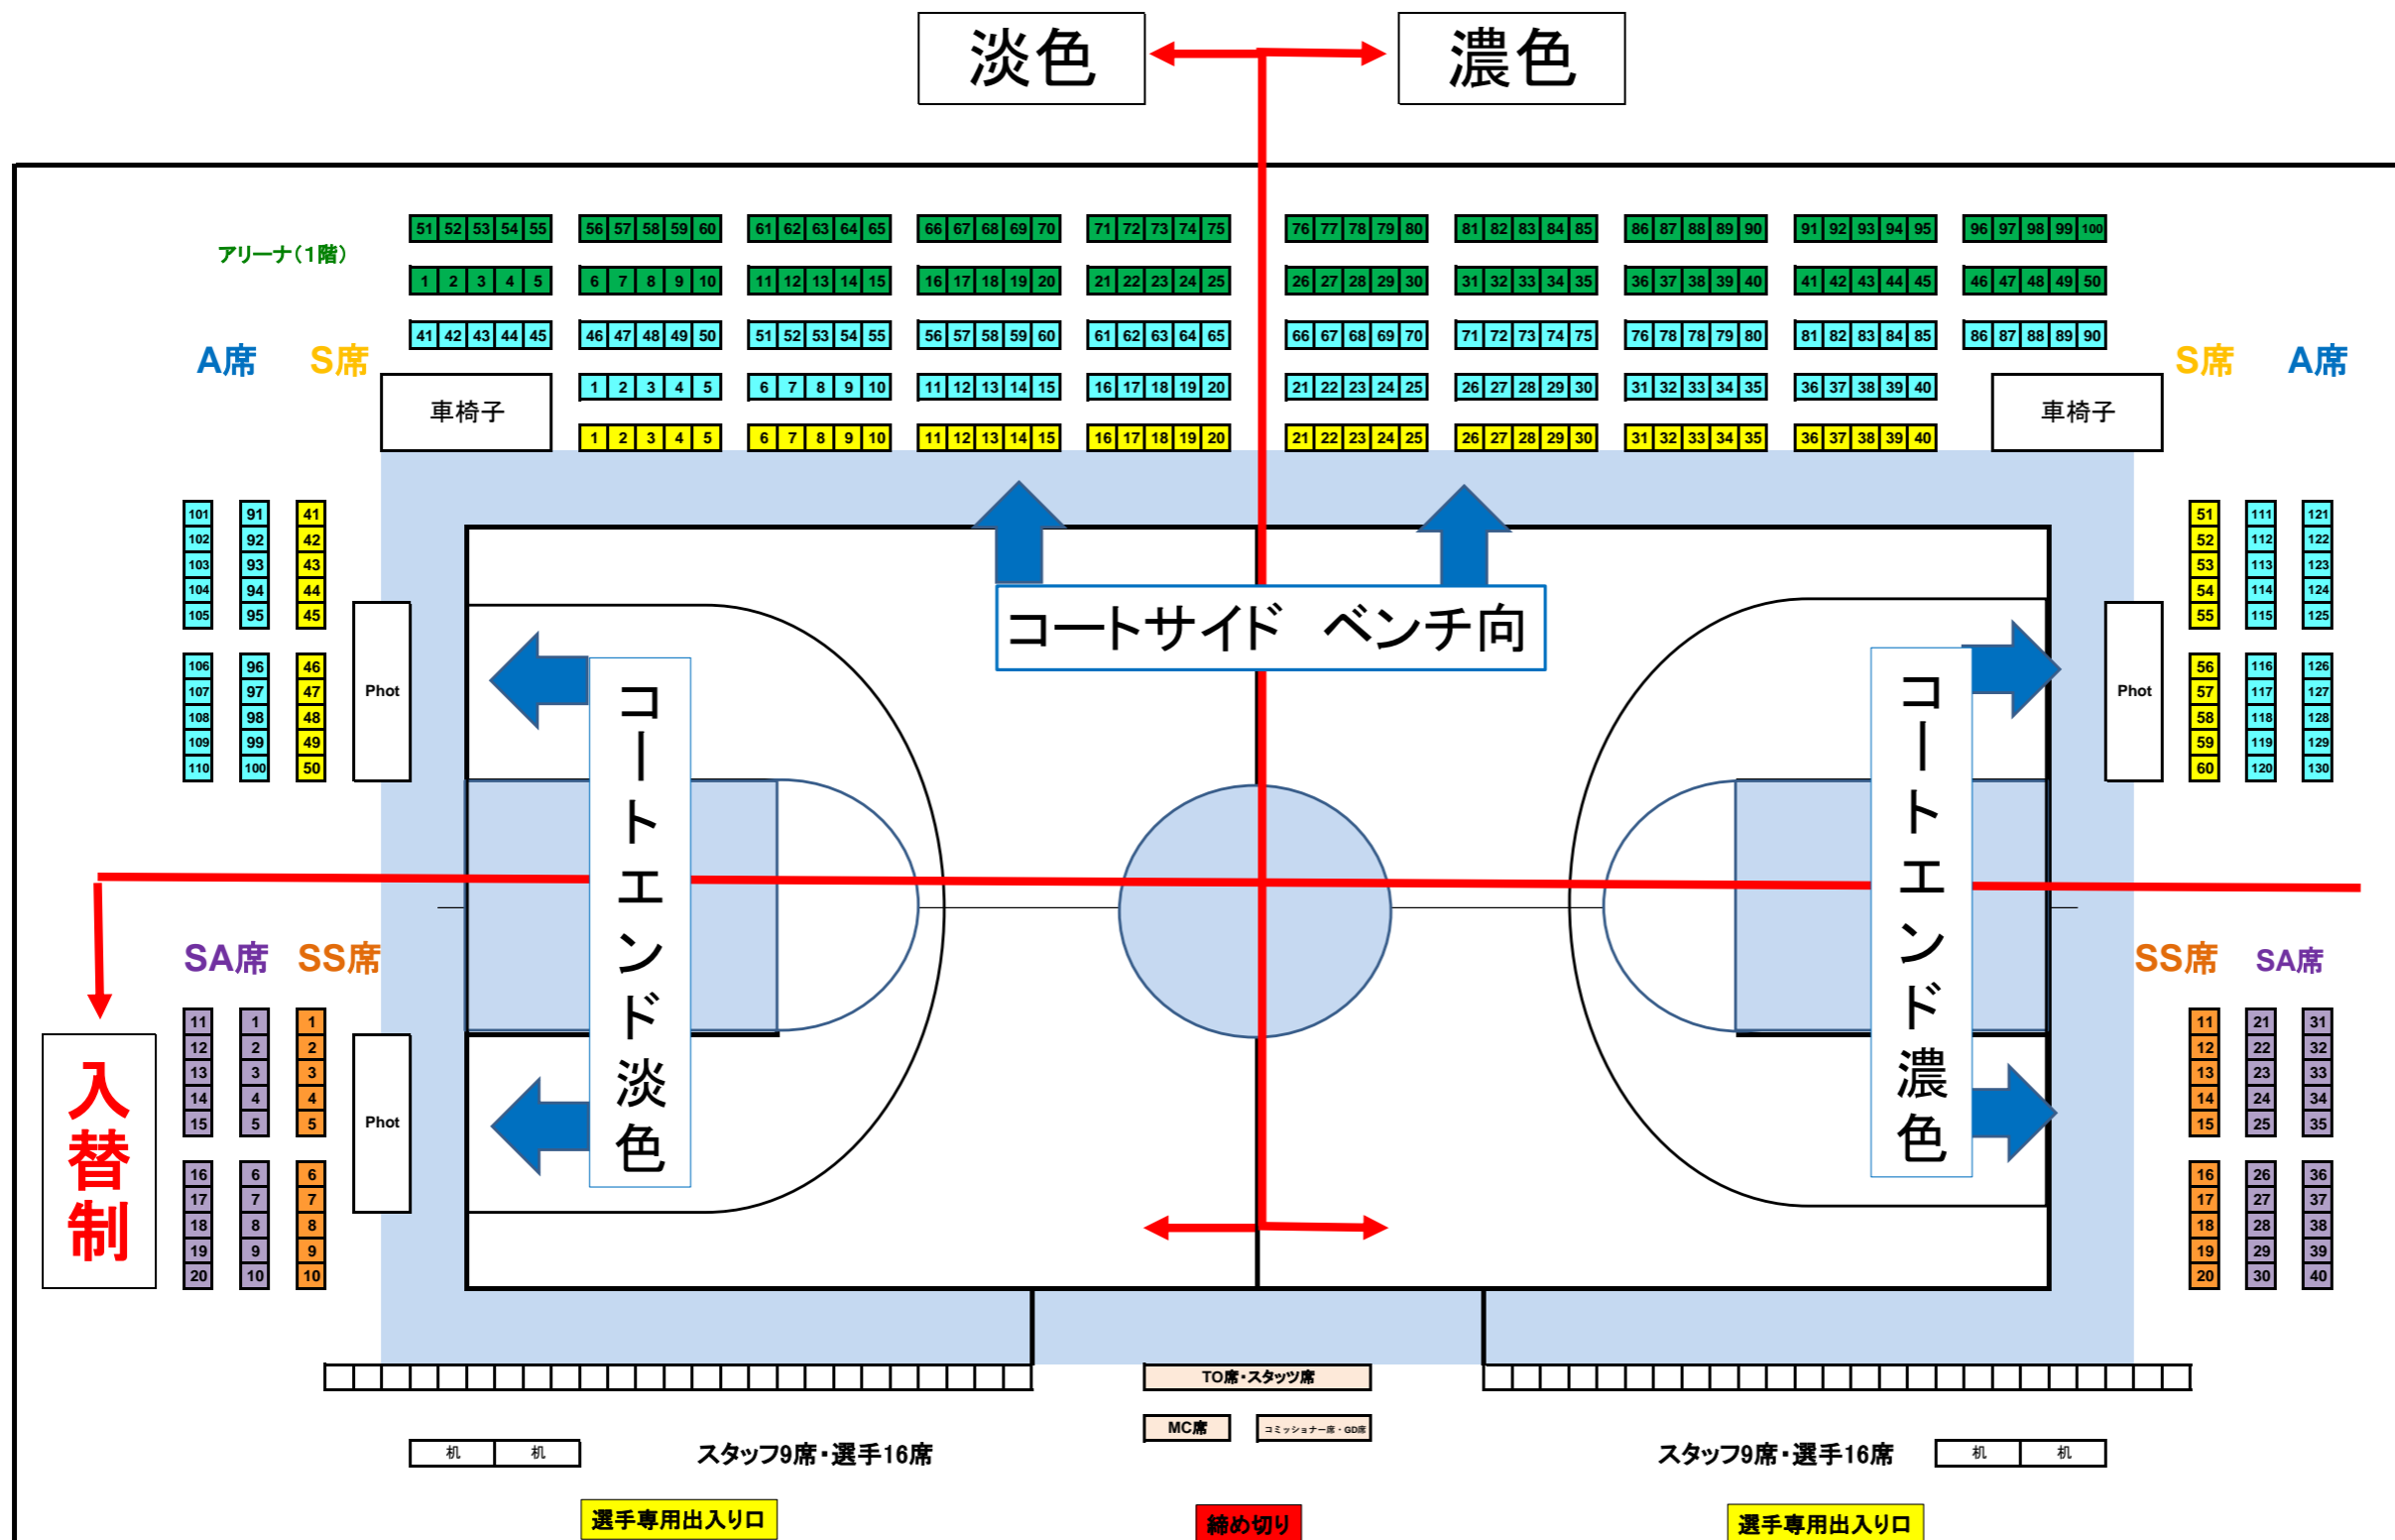 淡色 濃色
アリーナ（1階）
51 52 53 54 55 56 57 58 59 60 61 62 63 64 65 66 67 68 69 70 71 72 73 74 75 76 77 78 79 80 81 82 83 84 85 86 87 88 89 90 91 92 93 94 95 96 97 98 99 100
1 2 3 4 5 6 7 8 9 10 11 12 13 14 15 16 17 18 19 20 21 22 23 24 25 26 27 28 29 30 31 32 33 34 35 36 37 38 39 40 41 42 43 44 45 46 47 48 49 50
41 42 43 44 45 46 47 48 49 50 51 52 53 54 55 56 57 58 59 60 61 62 63 64 65 66 67 68 69 70 71 72 73 74 75 76 78 78 79 80 81 82 83 84 85 86 87 88 89 90
A席 S席 S席 A席
1 2 3 4 5 6 7 8 9 10 11 12 13 14 15 16 17 18 19 20 21 22 23 24 25 26 27 28 29 30 31 32 33 34 35 36 37 38 39 40
車椅子 車椅子
1 2 3 4 5 6 7 8 9 10 11 12 13 14 15 16 17 18 19 20 21 22 23 24 25 26 27 28 29 30 31 32 33 34 35 36 37 38 39 40
101 91 41 51 111 121
102 92 42 52 112 122
103 93 43 53 113 123
104 94 44 54 114 124
105 95 45 55 115 125
コートサイド ベンチ向
106 96 46 56 116 126
107 97 47 57 117 127
Phot Phot
108 98 48 58 118 128
109 99 49 59 119 129
110 100 50 60 120 130
コートエンド淡色
コートエンド濃色
SA席 SS席 SS席 SA席
11 1 1 11 21 31
12 2 2 12 22 32
13 3 3 13 23 33
14 4 4 14 24 34
15 5 5 15 25 35
Phot
入替制
16 6 6 16 26 36
17 7 7 17 27 37
18 8 8 18 28 38
19 9 9 19 29 39
20 10 10 20 30 40
TO席・スタッツ席
MC席 コミッショナー席・GD席
机 机 スタッフ9席・選手16席 スタッフ9席・選手16席 机 机
選手専用出入り口 締め切り 選手専用出入り口